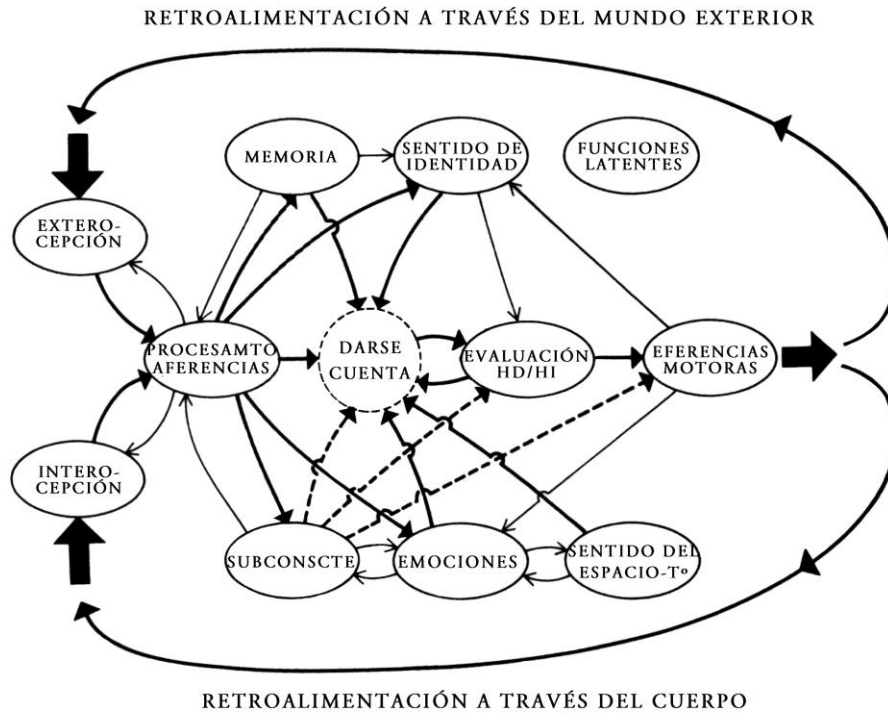 RETROALIMENTACIÓN A TRAVÉS DEL MUNDO EXTERIOR
MEMORIA
SENTIDO DE
IDENTIDAD
FUNCIONES
LATENTES
EXTERO-
CEPCIÓN
PROCESAMTO
AFERENCIAS
DARSE
CUENTA
EVALUACIÓN
HD/HI
EFERENCIAS
MOTORAS
INTERO-
CEPCIÓN
SUBCONSCTE
EMOCIONES
SENTIDO DEL
ESPACIO-Tº
RETROALIMENTACIÓN A TRAVÉS DEL CUERPO